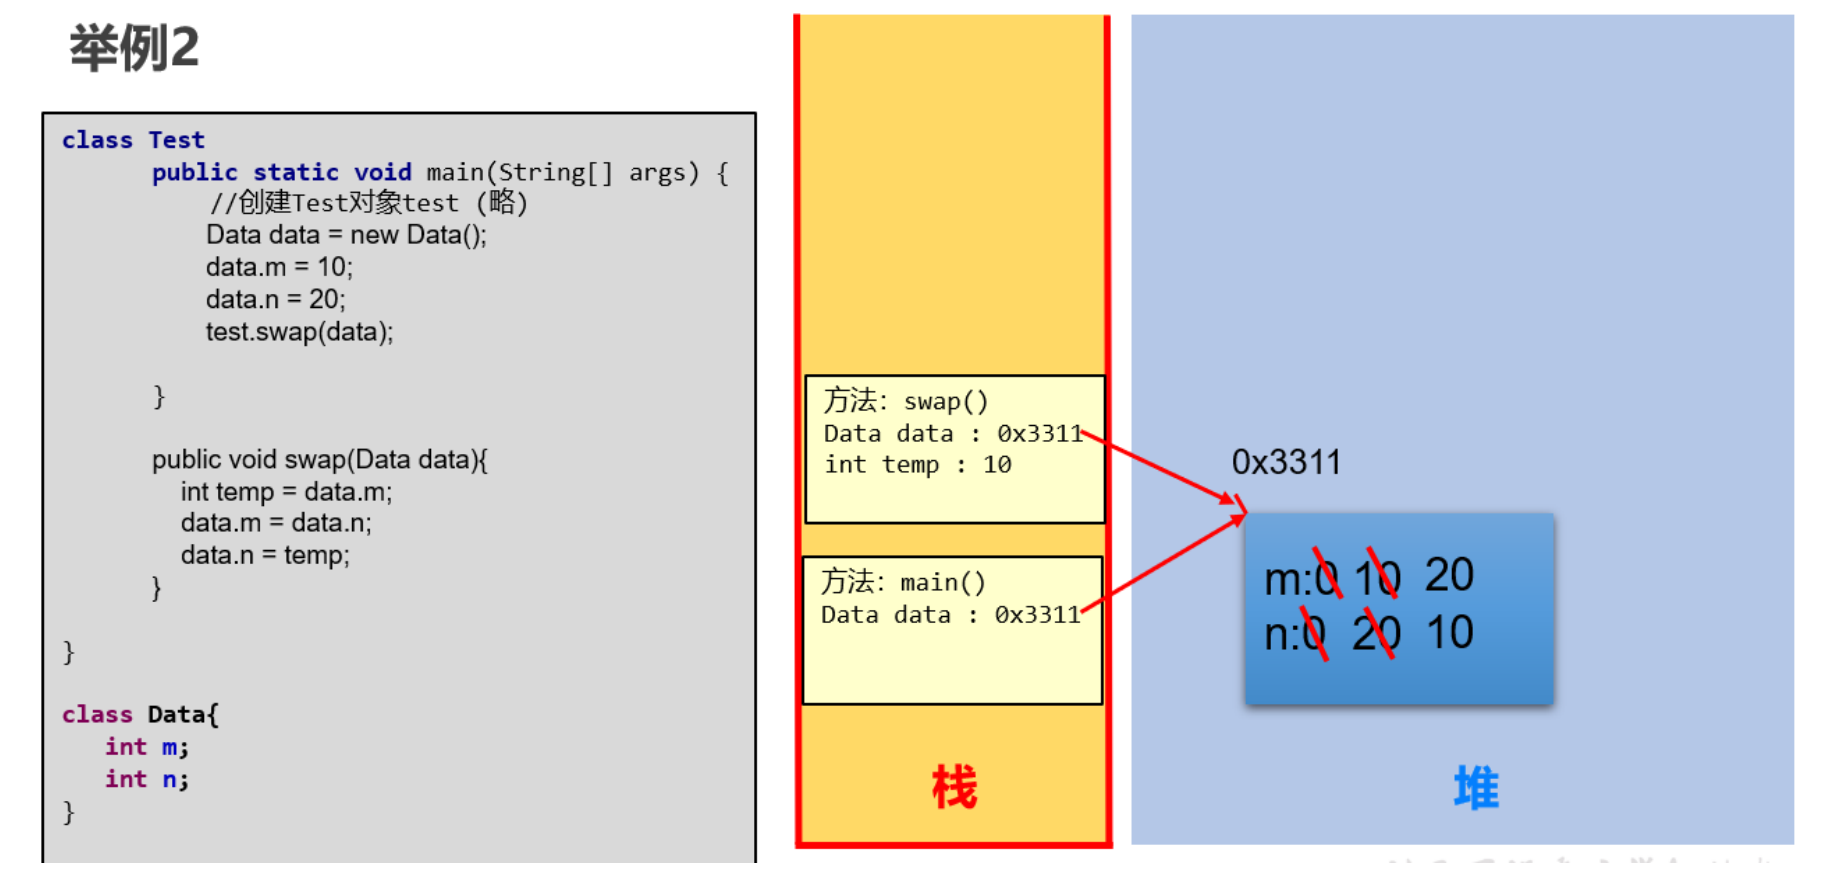 举例2
class Test
public static void main(String[] args) {
//创建Test对象test (略)
Data data = new Data();
data.m = 10;
data.n = 20;
test.swap(data);
}
public void swap(Data data){
int temp = data.m;
data.m = data.n;
data.n = temp;
}
}
class Data{
int m;
int n;
}
方法: swap()
Data data : 0x3311
int temp : 10
方法: main()
Data data : 0x3311
栈
0x3311
m:0 10 20
n:0 20 10
堆